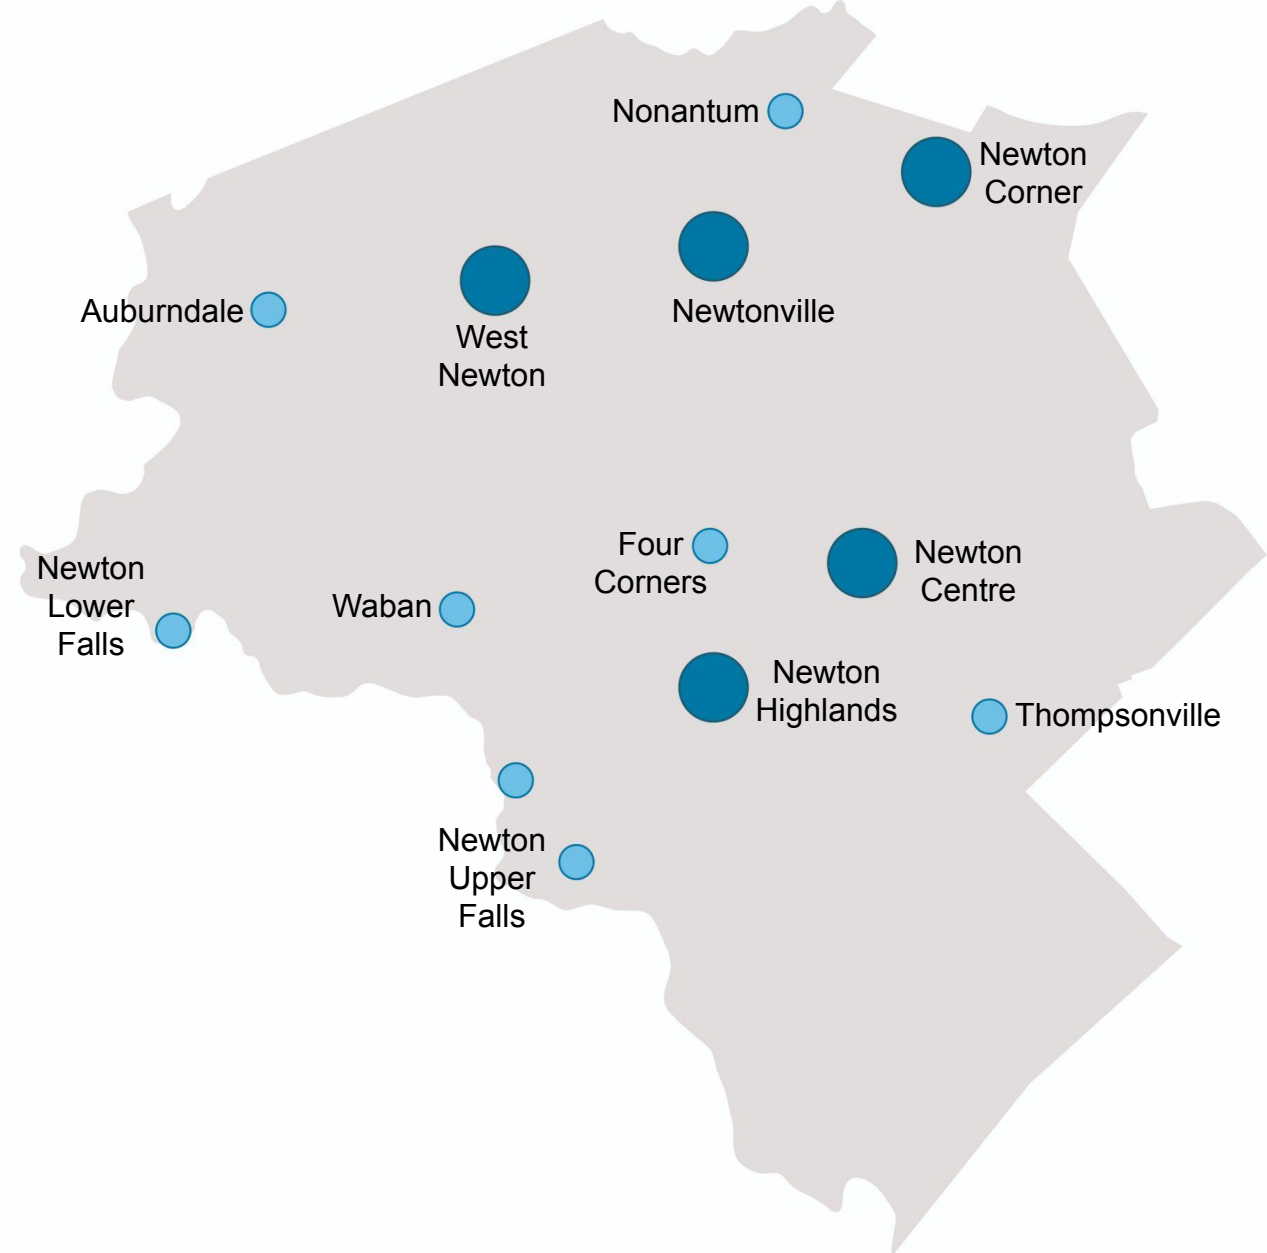 Nonantum
Newton
Corner
Auburndale
Newtonville
West
Newton
Four
Corners
Newton
Centre
Newton
Lower
Falls
Waban
Newton
Highlands
Thompsonville
Newton
Upper
Falls